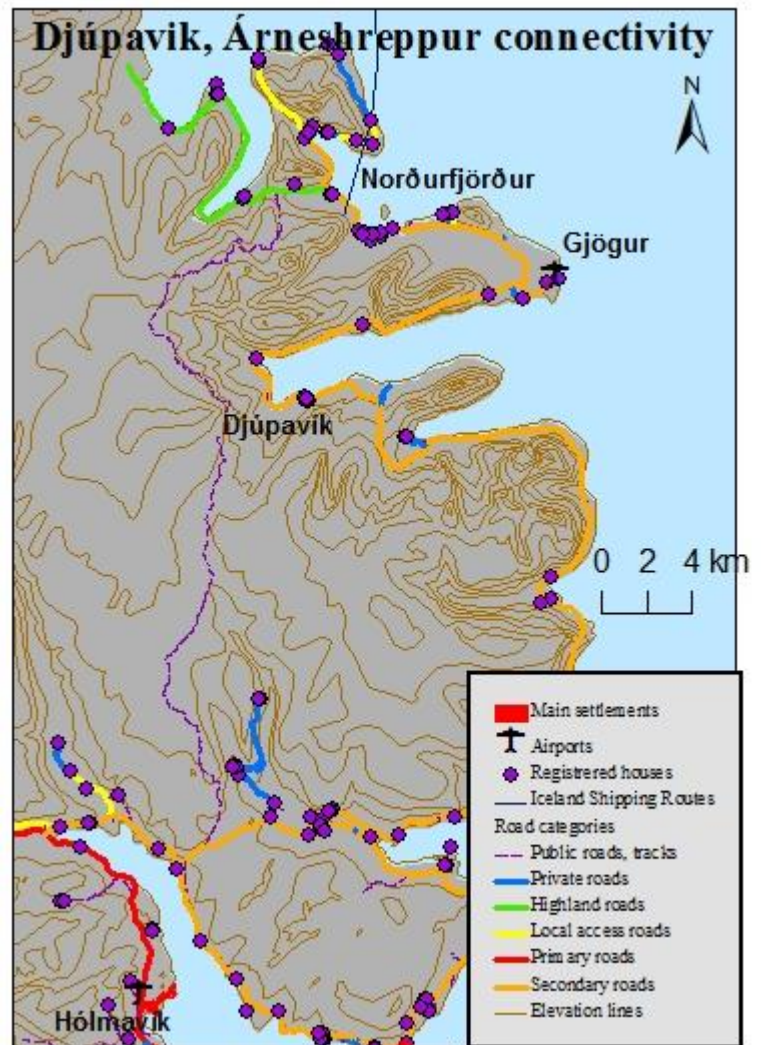 Djúpavik, Árneshreppur connectivity
N
Norðurfjörður
Gjögur
Djúpavík
0 2 4 km
Main settlements
Airports
Registrered houses
Iceland Shipping Routes
Road categories
Public roads, tracks
Private roads
Highland roads
Local access roads
Primary roads
Secondary roads
Elevation lines
Hólmavík